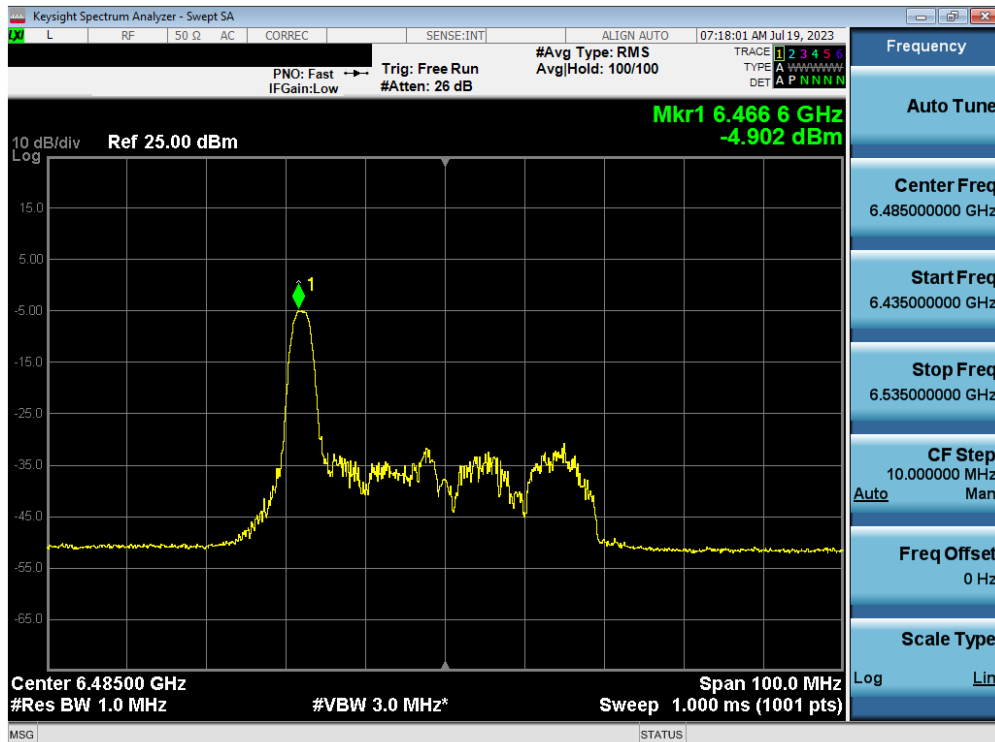 Keysight Spectrum Analyzer - Swept SA
LXI L RF 50 Ω AC CORREC SENSE:INT ALIGN AUTO 07:18:01 AM Jul 19, 2023
PNO: Fast
IFGain:Low
Trig: Free Run
#Atten: 26 dB
#Avg Type: RMS
Avg|Hold: 100/100
TRACE 1 2 3 4 5 6
TYPE A WWWWW
DET A P N N N N
Mkr1 6.466 6 GHz
-4.902 dBm
10 dB/div Ref 25.00 dBm
Log
15.0
5.00
1
-5.00
-15.0
-25.0
-35.0
-45.0
-55.0
-65.0
Center 6.48500 GHz Span 100.0 MHz
#Res BW 1.0 MHz #VBW 3.0 MHz* Sweep 1.000 ms (1001 pts)
MSG STATUS
Frequency
Auto Tune
Center Freq
6.485000000 GHz
Start Freq
6.435000000 GHz
Stop Freq
6.535000000 GHz
CF Step
10.000000 MHz
Auto Man
Freq Offset
0 Hz
Scale Type
Log Lin